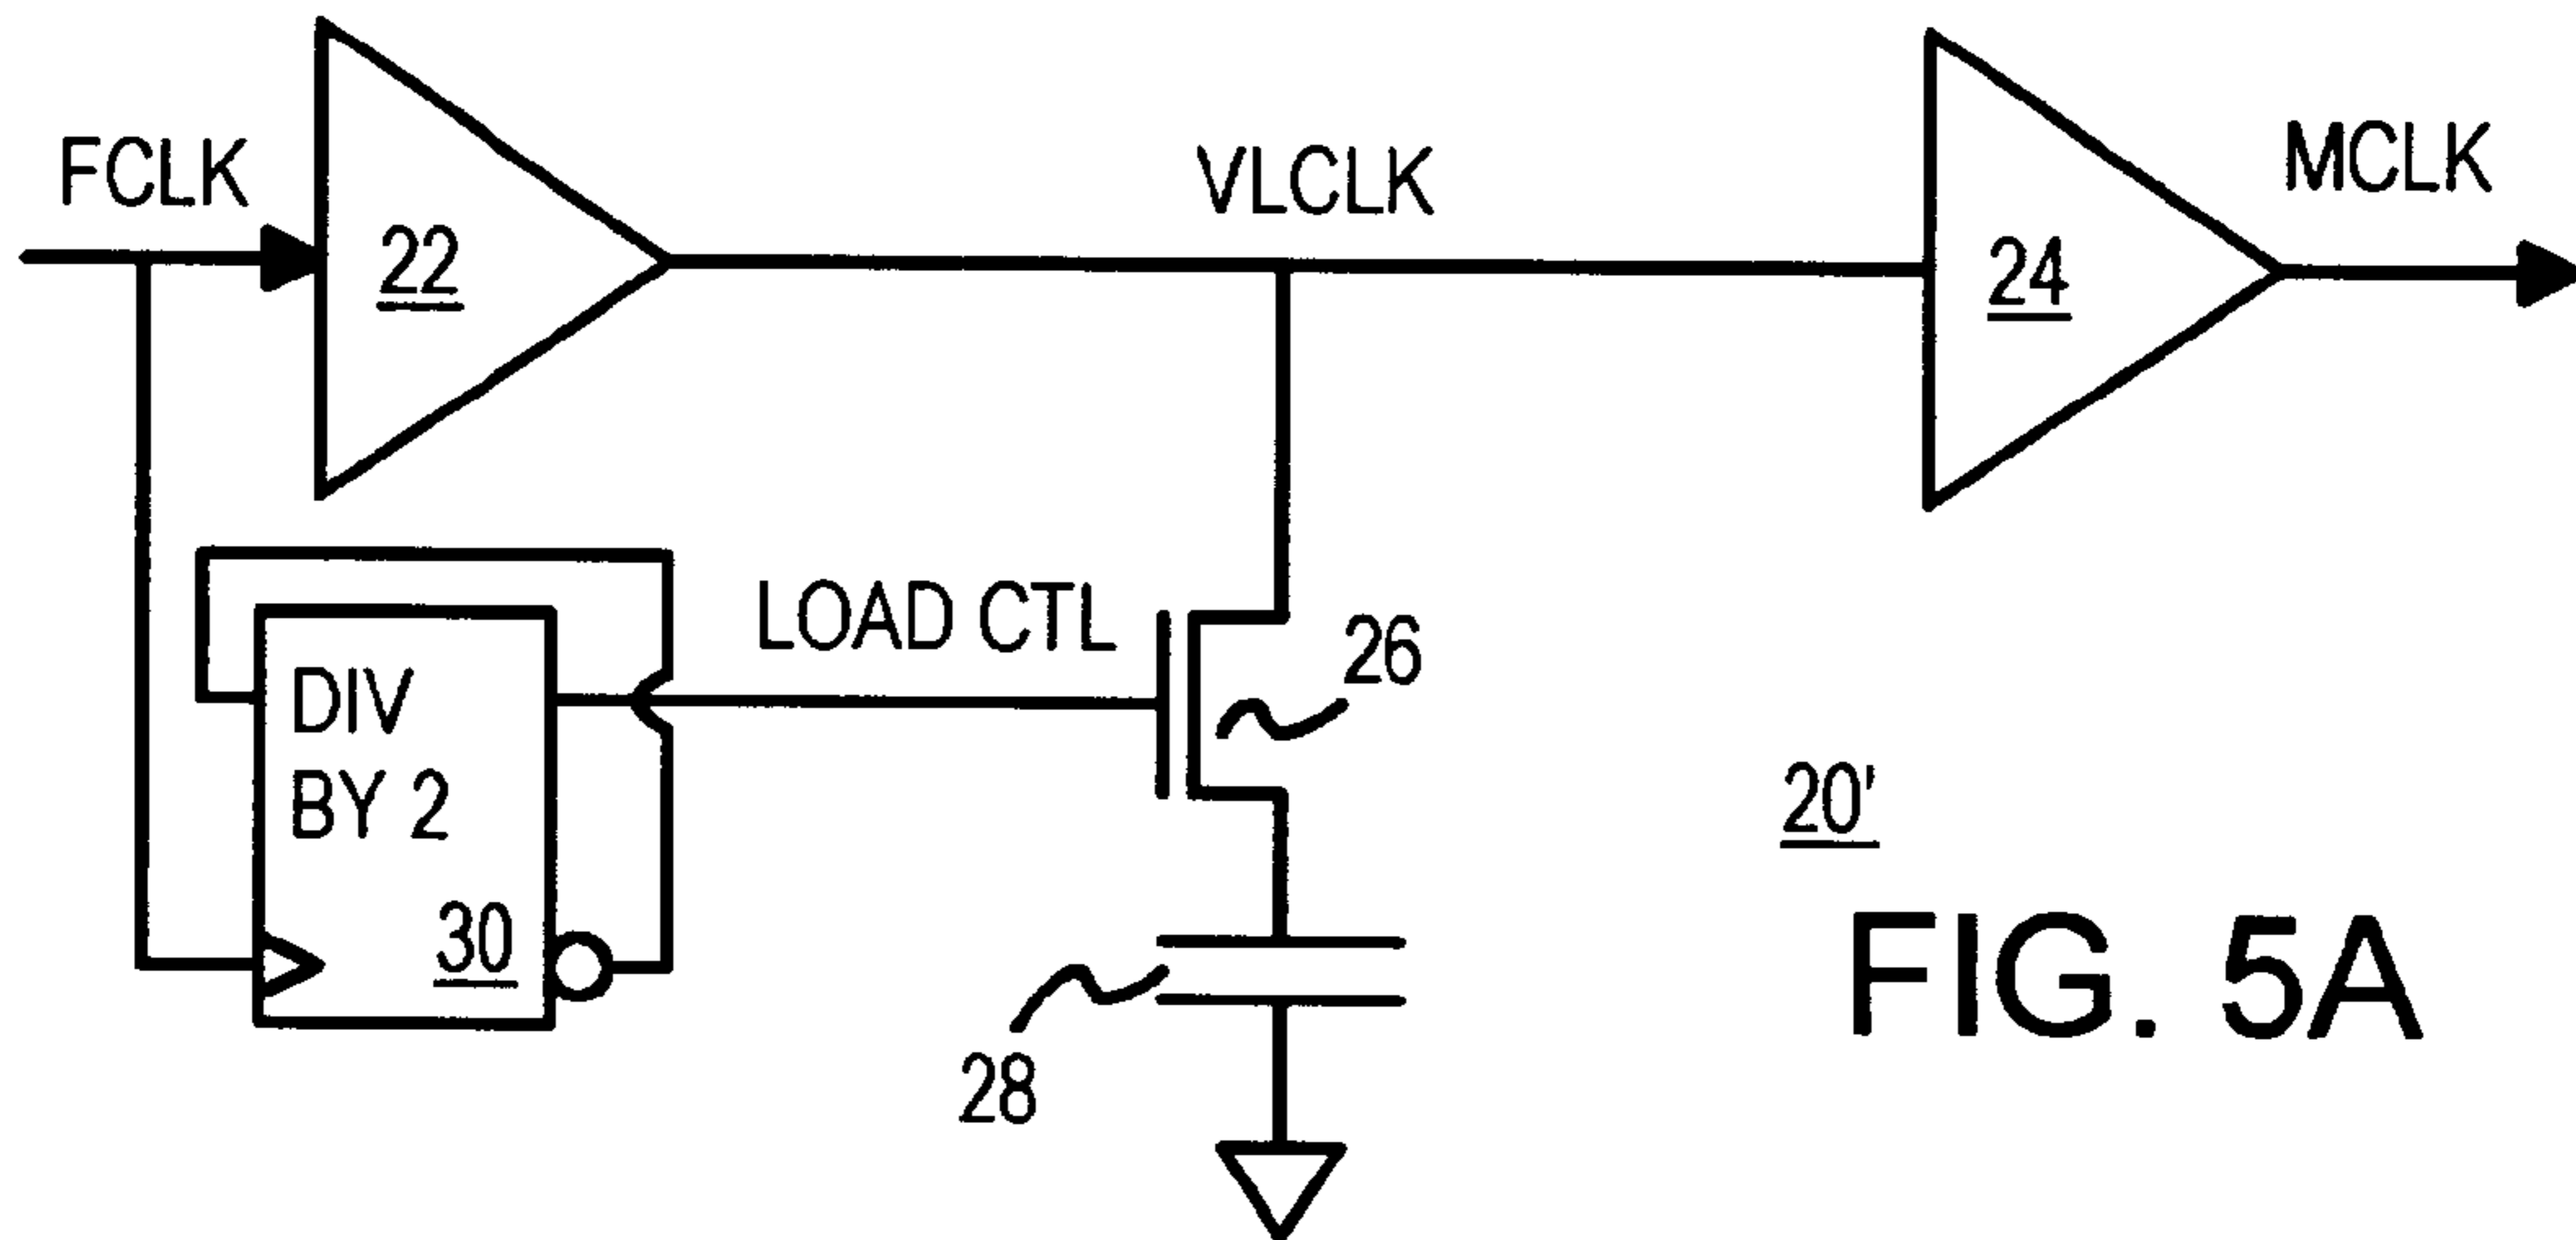 FCLK
22
VLCLK
24
MCLK
LOAD CTL
26
DIV
BY 2
30
28
20'
FIG. 5A